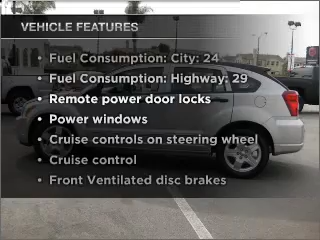 VEHICLE FEATURES
• Fuel Consumption: City: 24
• Fuel Consumption: Highway: 29
• Remote power door locks
• Power windows
• Cruise controls on steering wheel
• Cruise control
• Front Ventilated disc brakes